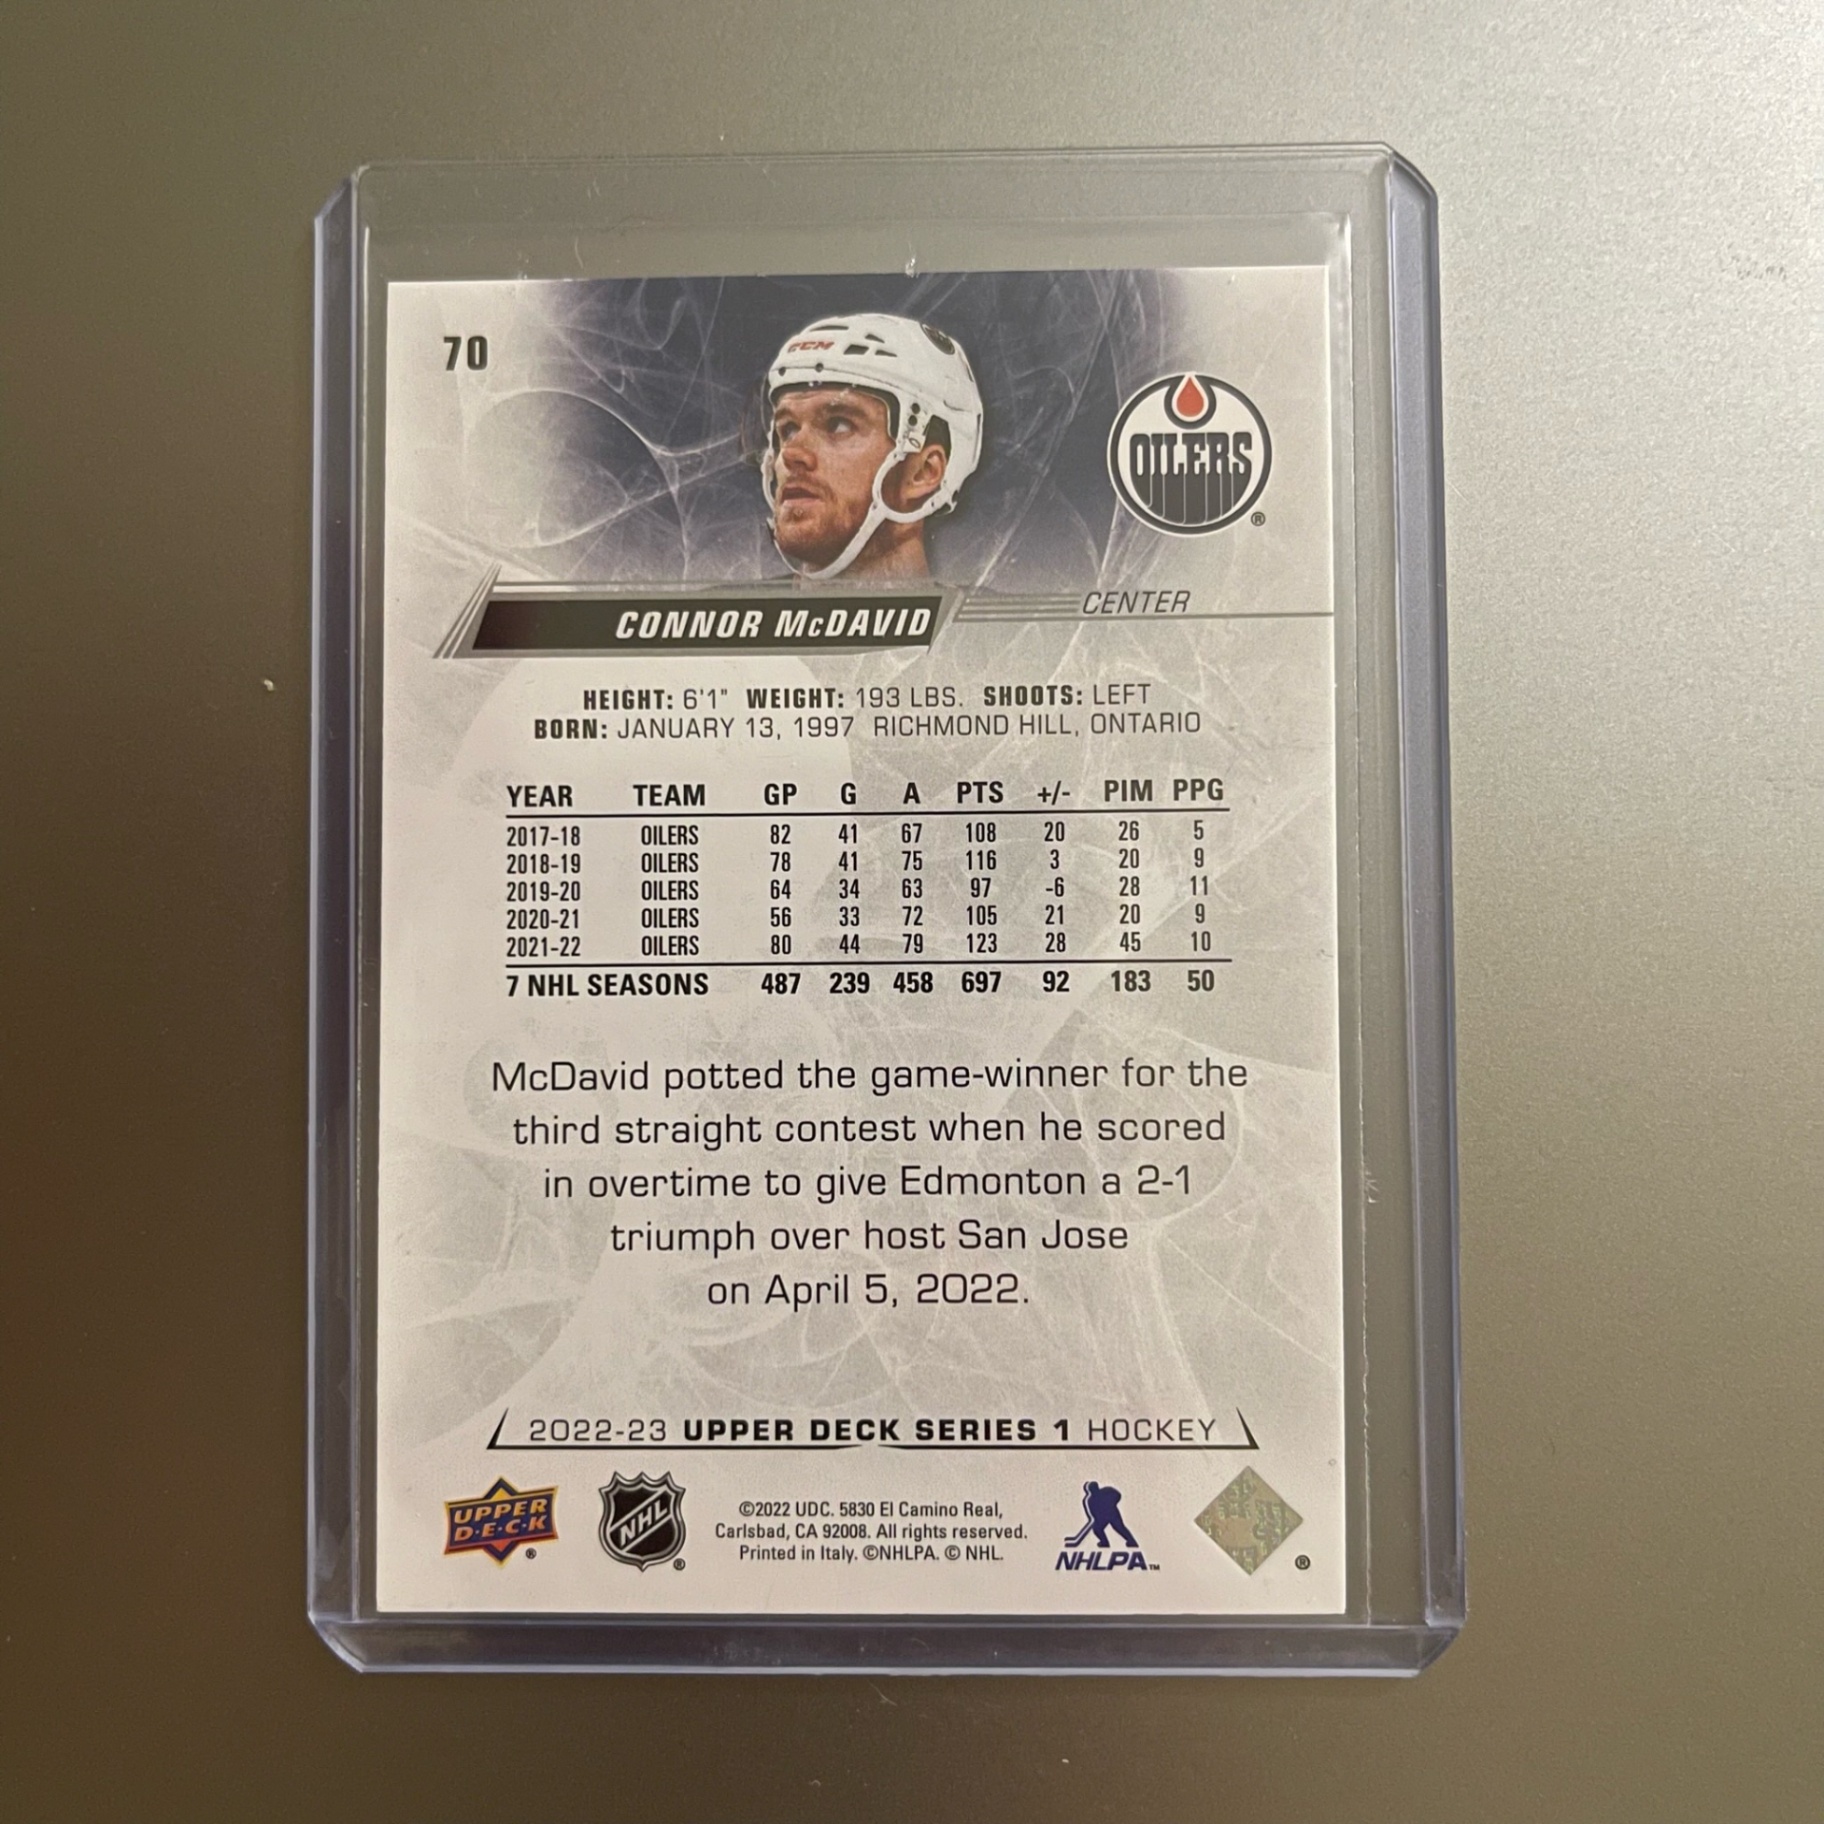 70
CCM
OILERS
®
CONNOR McDAVID
CENTER
HEIGHT: 6'1" WEIGHT: 193 LBS. SHOOTS: LEFT
BORN: JANUARY 13, 1997 RICHMOND HILL, ONTARIO
YEAR TEAM GP G A PTS +/- PIM PPG
2017-18 OILERS 82 41 67 108 20 26 5
2018-19 OILERS 78 41 75 116 3 20 9
2019-20 OILERS 64 34 63 97 -6 28 11
2020-21 OILERS 56 33 72 105 21 20 9
2021-22 OILERS 80 44 79 123 28 45 10
7 NHL SEASONS 487 239 458 697 92 183 50
McDavid potted the game-winner for the
third straight contest when he scored
in overtime to give Edmonton a 2-1
triumph over host San Jose
on April 5, 2022.
2022-23 UPPER DECK SERIES 1 HOCKEY
UPPER
D·E·C·K
®
NHL
®
©2022 UDC. 5830 El Camino Real,
Carlsbad, CA 92008. All rights reserved.
Printed in Italy. ©NHLPA. © NHL.
NHLPA™
®